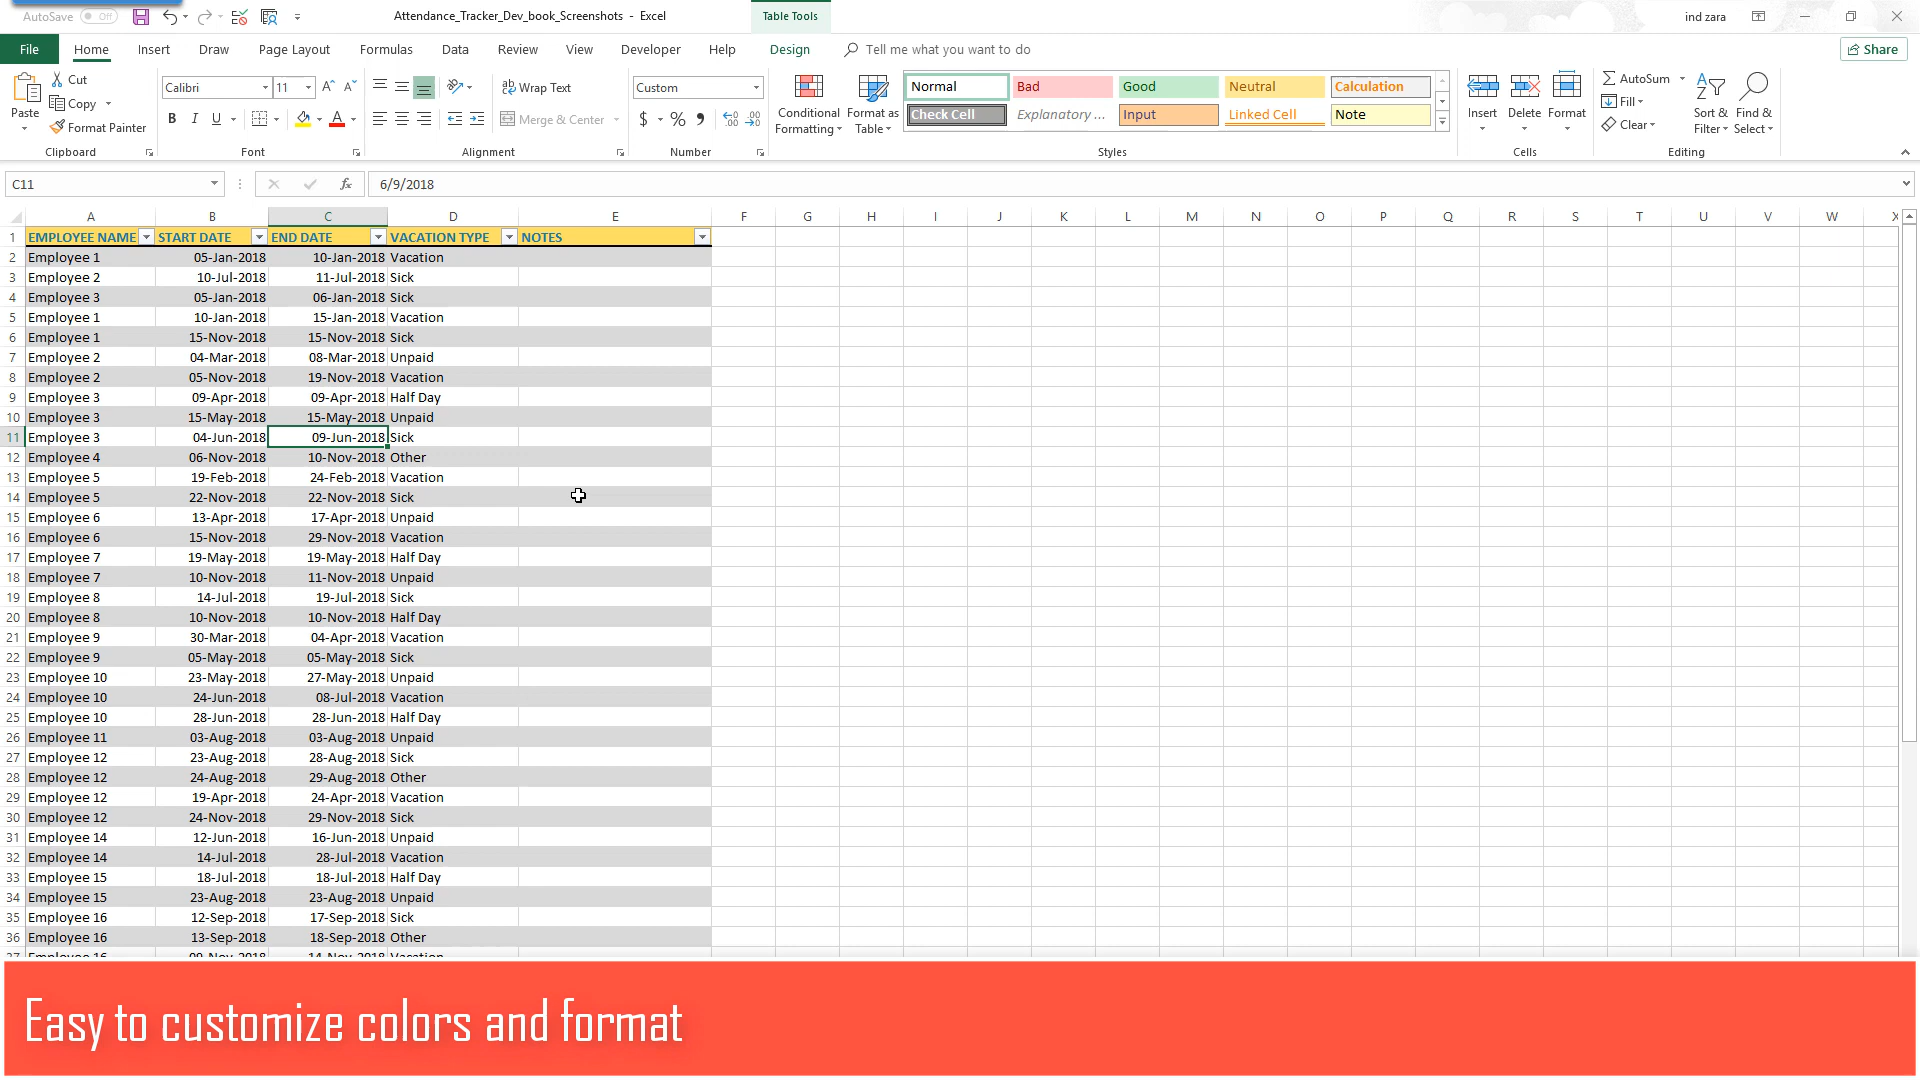 AutoSave Off Attendance_Tracker_Dev_book_Screenshots - Excel Table Tools ind zara
File Home Insert Draw Page Layout Formulas Data Review View Developer Help Design Tell me what you want to do Share
Cut
Copy
Format Painter
Paste
Clipboard
Calibri 11
B I U
Font
Wrap Text
Merge & Center
Alignment
Custom
$ %
Number
Conditional Formatting
Format as Table
Normal Bad Good Neutral Calculation
Check Cell Explanatory ... Input Linked Cell Note
Styles
Insert Delete Format
Cells
AutoSum
Fill
Clear
Sort & Filter
Find & Select
Editing
C11 fx 6/9/2018
A B C D E F G H I J K L M N O P Q R S T U V W X
1 EMPLOYEE NAME START DATE END DATE VACATION TYPE NOTES
2 Employee 1 05-Jan-2018 10-Jan-2018 Vacation
3 Employee 2 10-Jul-2018 11-Jul-2018 Sick
4 Employee 3 05-Jan-2018 06-Jan-2018 Sick
5 Employee 1 10-Jan-2018 15-Jan-2018 Vacation
6 Employee 1 15-Nov-2018 15-Nov-2018 Sick
7 Employee 2 04-Mar-2018 08-Mar-2018 Unpaid
8 Employee 2 05-Nov-2018 19-Nov-2018 Vacation
9 Employee 3 09-Apr-2018 09-Apr-2018 Half Day
10 Employee 3 15-May-2018 15-May-2018 Unpaid
11 Employee 3 04-Jun-2018 09-Jun-2018 Sick
12 Employee 4 06-Nov-2018 10-Nov-2018 Other
13 Employee 5 19-Feb-2018 24-Feb-2018 Vacation
14 Employee 5 22-Nov-2018 22-Nov-2018 Sick
15 Employee 6 13-Apr-2018 17-Apr-2018 Unpaid
16 Employee 6 15-Nov-2018 29-Nov-2018 Vacation
17 Employee 7 19-May-2018 19-May-2018 Half Day
18 Employee 7 10-Nov-2018 11-Nov-2018 Unpaid
19 Employee 8 14-Jul-2018 19-Jul-2018 Sick
20 Employee 8 10-Nov-2018 10-Nov-2018 Half Day
21 Employee 9 30-Mar-2018 04-Apr-2018 Vacation
22 Employee 9 05-May-2018 05-May-2018 Sick
23 Employee 10 23-May-2018 27-May-2018 Unpaid
24 Employee 10 24-Jun-2018 08-Jul-2018 Vacation
25 Employee 10 28-Jun-2018 28-Jun-2018 Half Day
26 Employee 11 03-Aug-2018 03-Aug-2018 Unpaid
27 Employee 12 23-Aug-2018 28-Aug-2018 Sick
28 Employee 12 24-Aug-2018 29-Aug-2018 Other
29 Employee 12 19-Apr-2018 24-Apr-2018 Vacation
30 Employee 12 24-Nov-2018 29-Nov-2018 Sick
31 Employee 14 12-Jun-2018 16-Jun-2018 Unpaid
32 Employee 14 14-Jul-2018 28-Jul-2018 Vacation
33 Employee 15 18-Jul-2018 18-Jul-2018 Half Day
34 Employee 15 23-Aug-2018 23-Aug-2018 Unpaid
35 Employee 16 12-Sep-2018 17-Sep-2018 Sick
36 Employee 16 13-Sep-2018 18-Sep-2018 Other
37 Employee 16 09-Nov-2018 14-Nov-2018 Vacation
Easy to customize colors and format